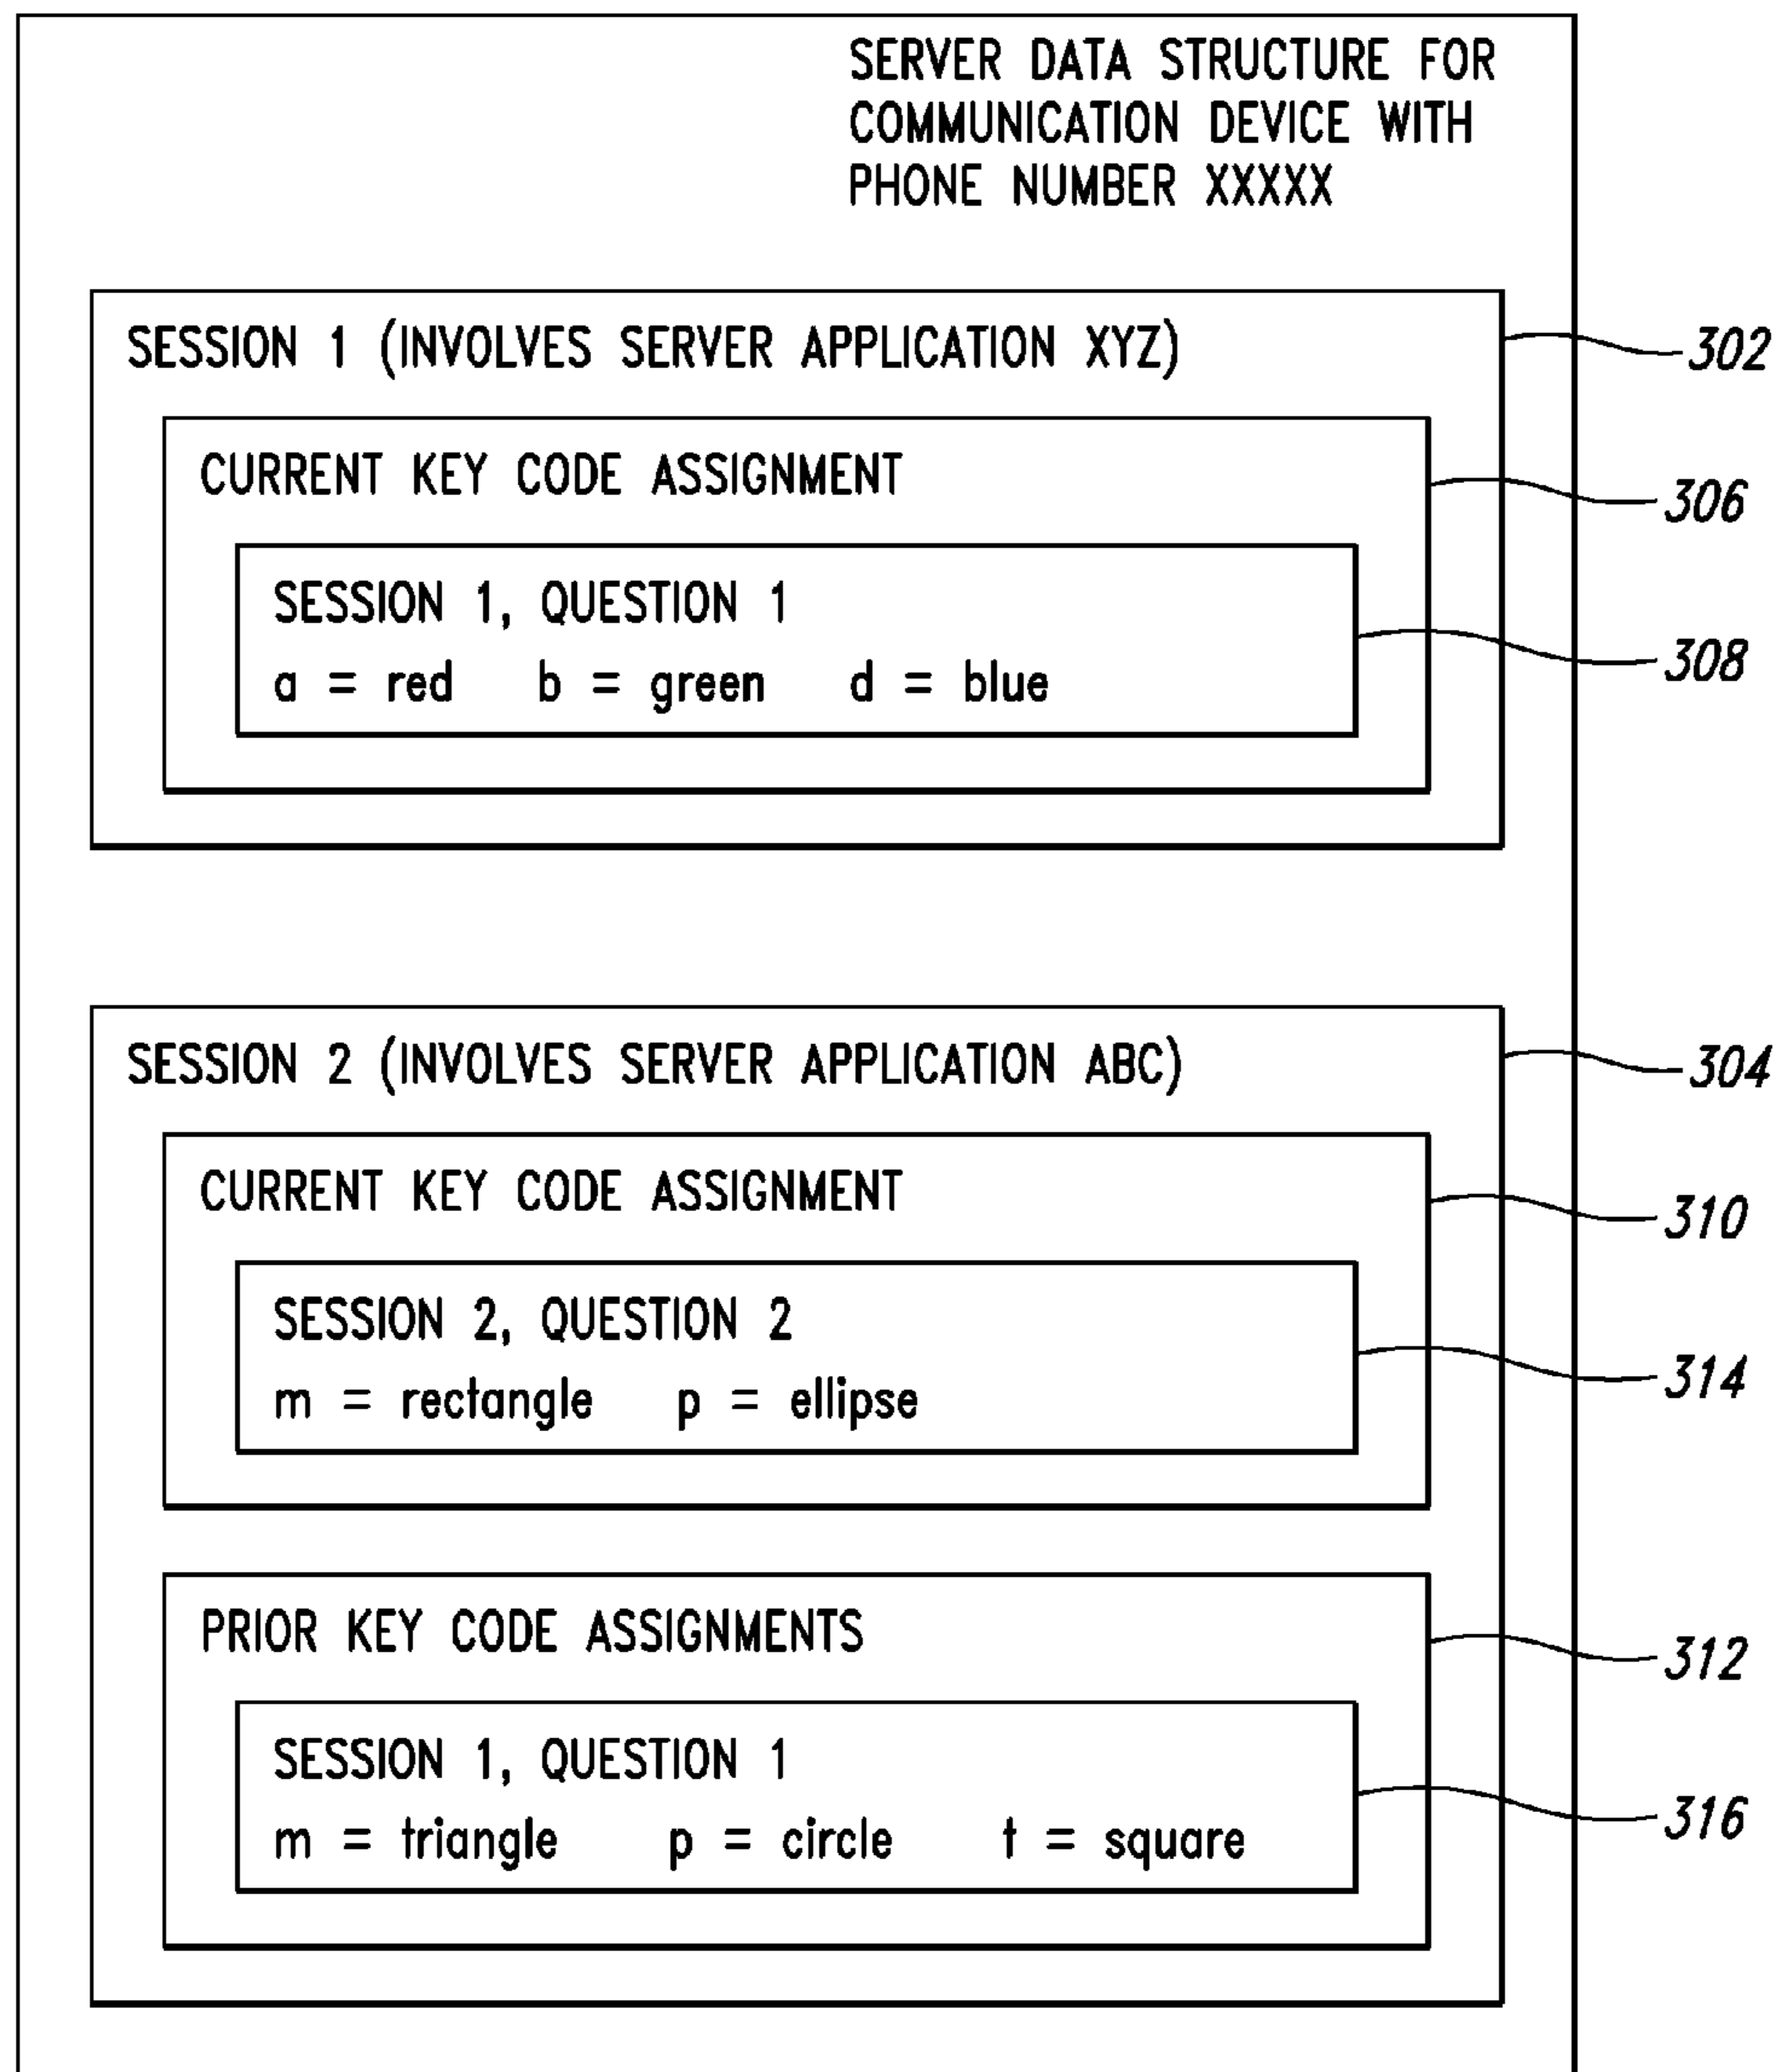 SERVER DATA STRUCTURE FOR
COMMUNICATION DEVICE WITH
PHONE NUMBER XXXXX
SESSION 1 (INVOLVES SERVER APPLICATION XYZ)
302
CURRENT KEY CODE ASSIGNMENT
306
SESSION 1, QUESTION 1
308
a = red b = green d = blue
SESSION 2 (INVOLVES SERVER APPLICATION ABC)
304
CURRENT KEY CODE ASSIGNMENT
310
SESSION 2, QUESTION 2
314
m = rectangle p = ellipse
PRIOR KEY CODE ASSIGNMENTS
312
SESSION 1, QUESTION 1
316
m = triangle p = circle t = square